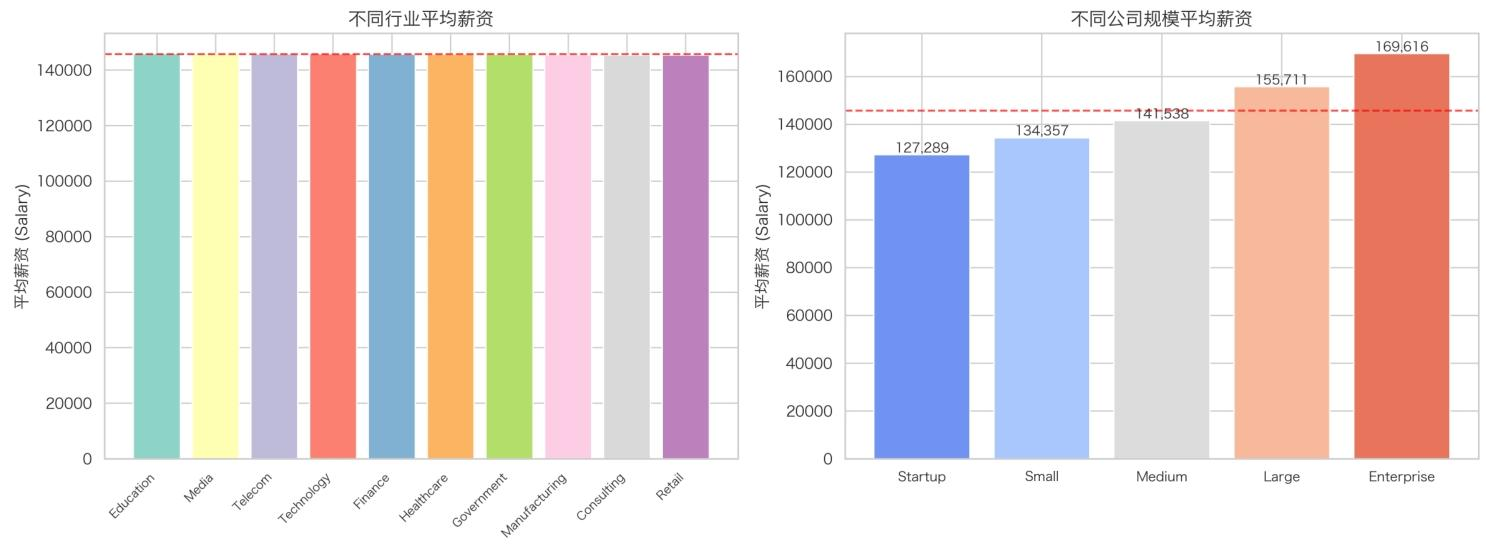 不同行业平均薪资
平均薪资 (Salary)
140000
120000
100000
80000
60000
40000
20000
0
Education
Media
Telecom
Technology
Finance
Healthcare
Government
Manufacturing
Consulting
Retail
不同公司规模平均薪资
平均薪资 (Salary)
160000
140000
120000
100000
80000
60000
40000
20000
0
127,289
134,357
141,538
155,711
169,616
Startup
Small
Medium
Large
Enterprise